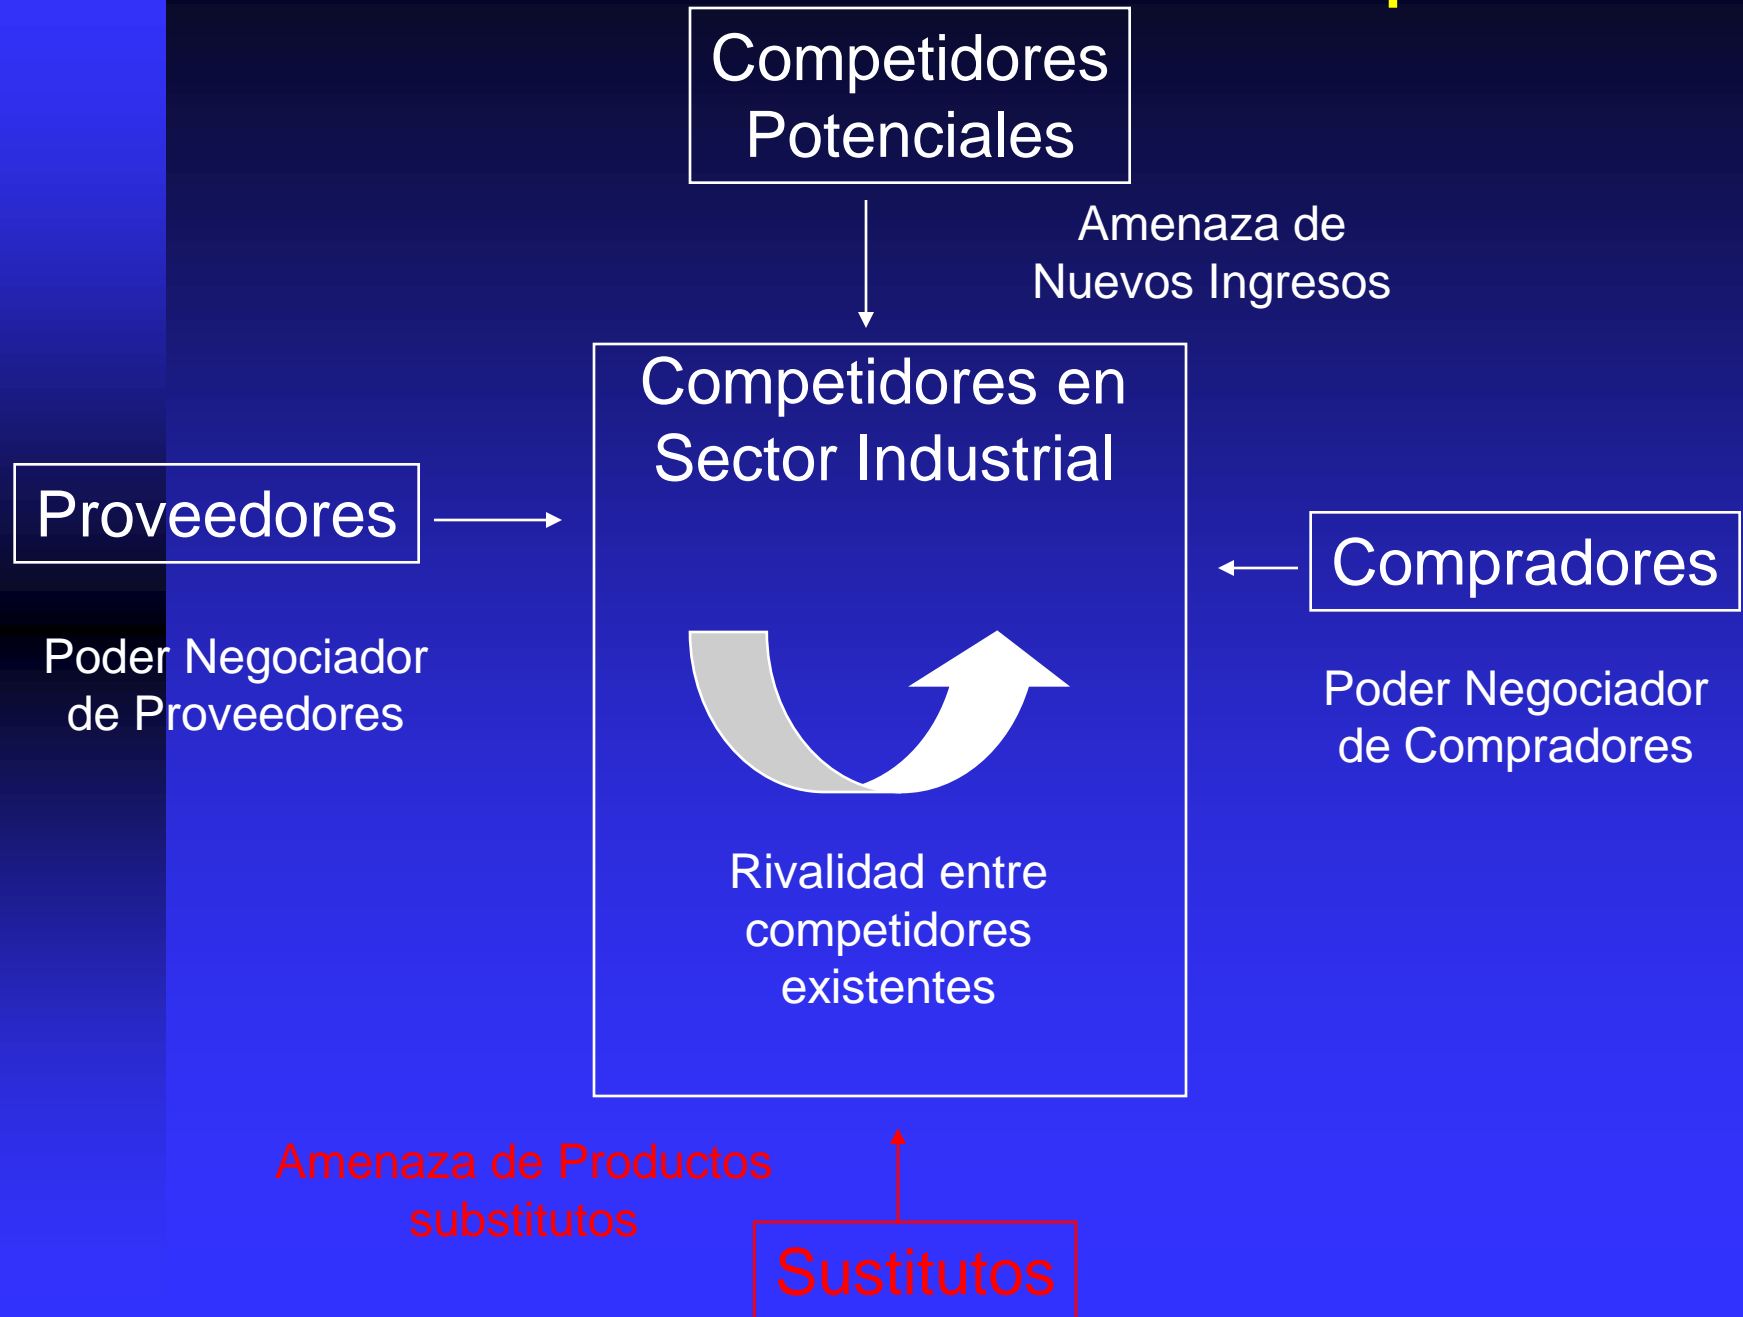 Competidores
Potenciales
Amenaza de
Nuevos Ingresos
Competidores en
Sector Industrial
Proveedores
Compradores
Poder Negociador
de Proveedores
Poder Negociador
de Compradores
Rivalidad entre
competidores
existentes
Amenaza de Productos
substitutos
Sustitutos